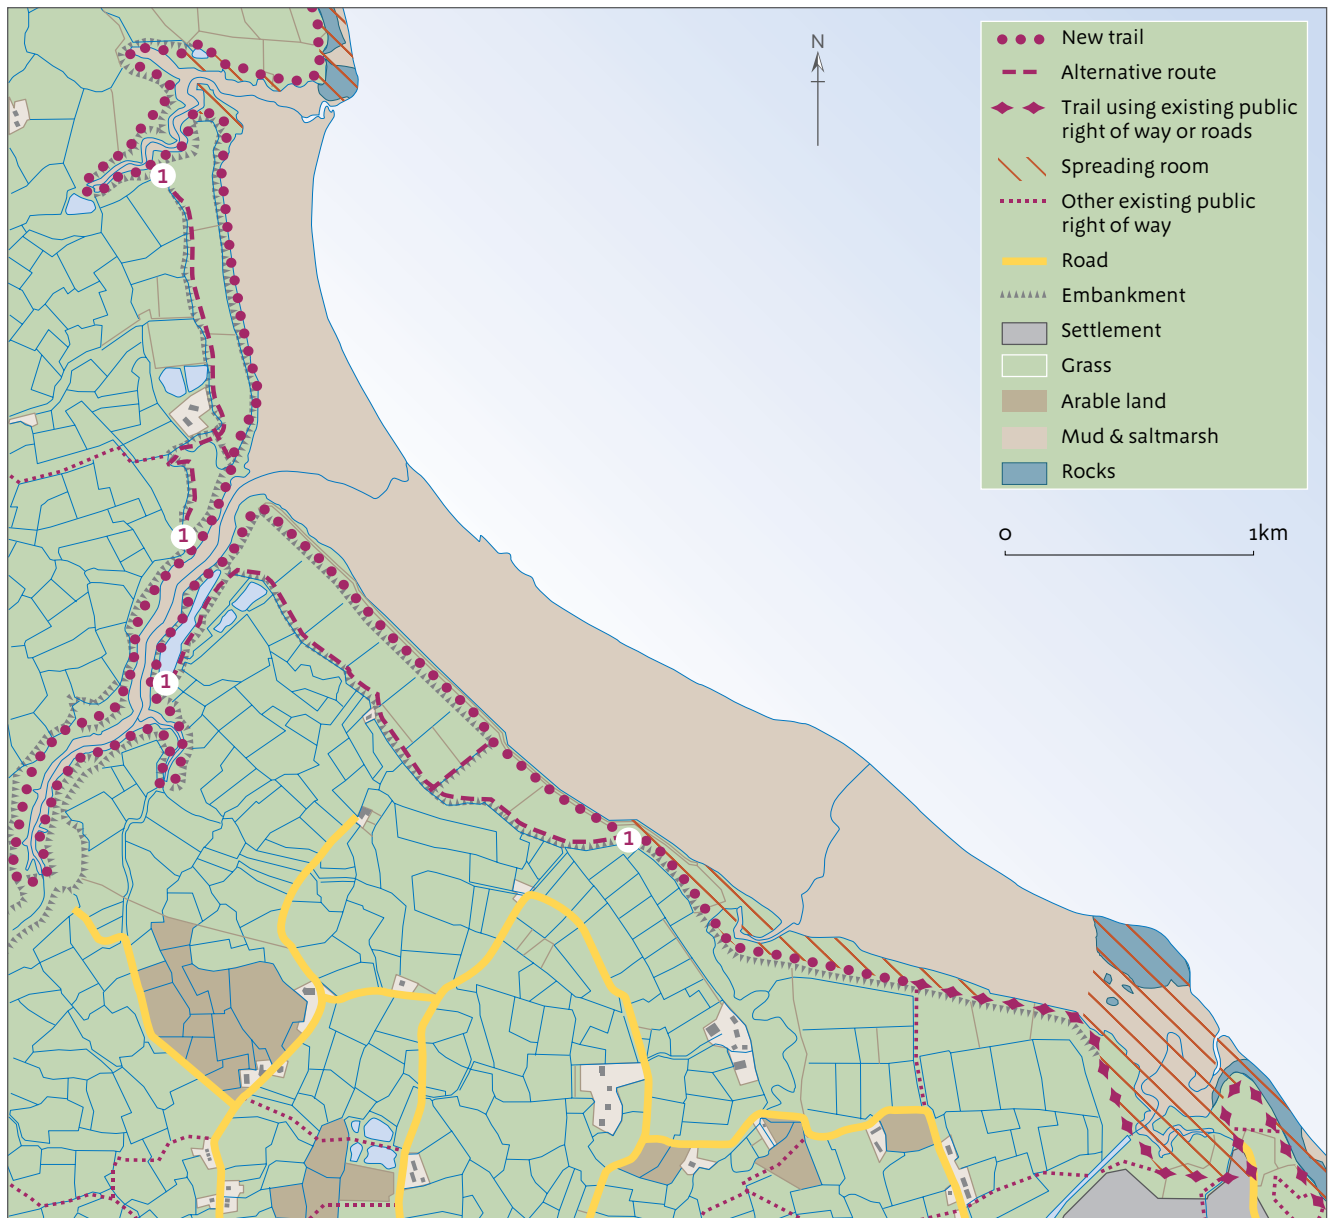 N
New trail
Alternative route
Trail using existing public
right of way or roads
Spreading room
Other existing public
right of way
Road
Embankment
Settlement
Grass
Arable land
Mud & saltmarsh
Rocks
0 1km
1
1
1
1